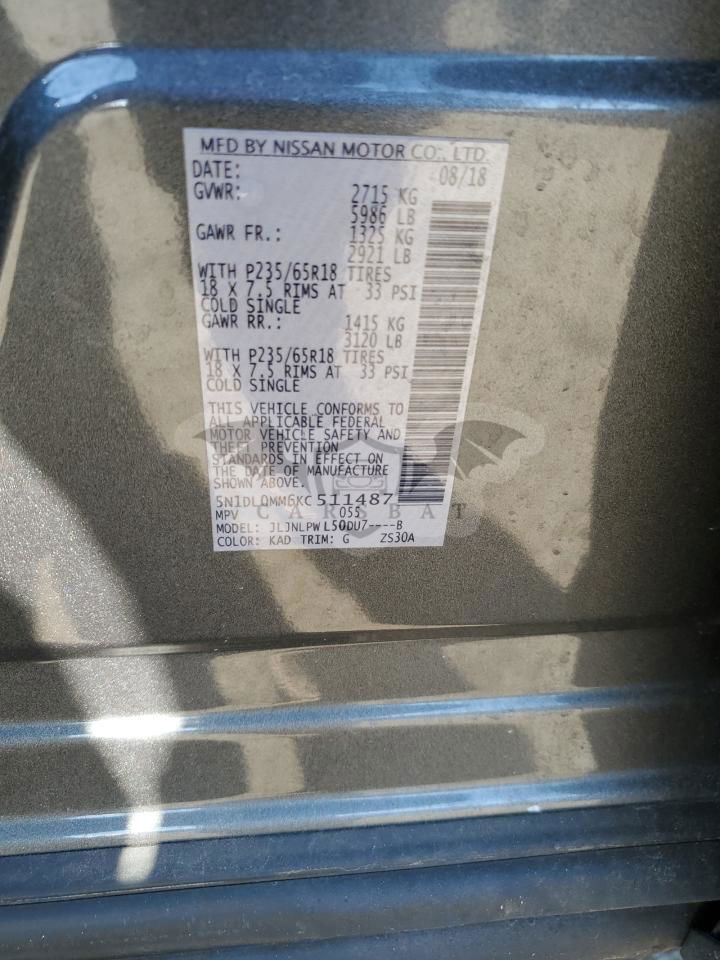 MFD BY NISSAN MOTOR CO., LTD.
DATE: 08/18
GVWR: 2715 KG
5986 LB
GAWR FR.: 1325 KG
2921 LB
WITH P235/65R18 TIRES
18 X 7.5 RIMS AT 33 PSI
COLD SINGLE
GAWR RR.: 1415 KG
3120 LB
WITH P235/65R18 TIRES
18 X 7.5 RIMS AT 33 PSI
COLD SINGLE
THIS VEHICLE CONFORMS TO
ALL APPLICABLE FEDERAL
MOTOR VEHICLE SAFETY AND
THEFT PREVENTION
STANDARDS IN EFFECT ON
THE DATE OF MANUFACTURE
SHOWN ABOVE.
5N1DL0MM6KC511487
CARSBAT
MPV 055
MODEL: JLJNLPW L50DU7----B
COLOR: KAD TRIM: G ZS30A